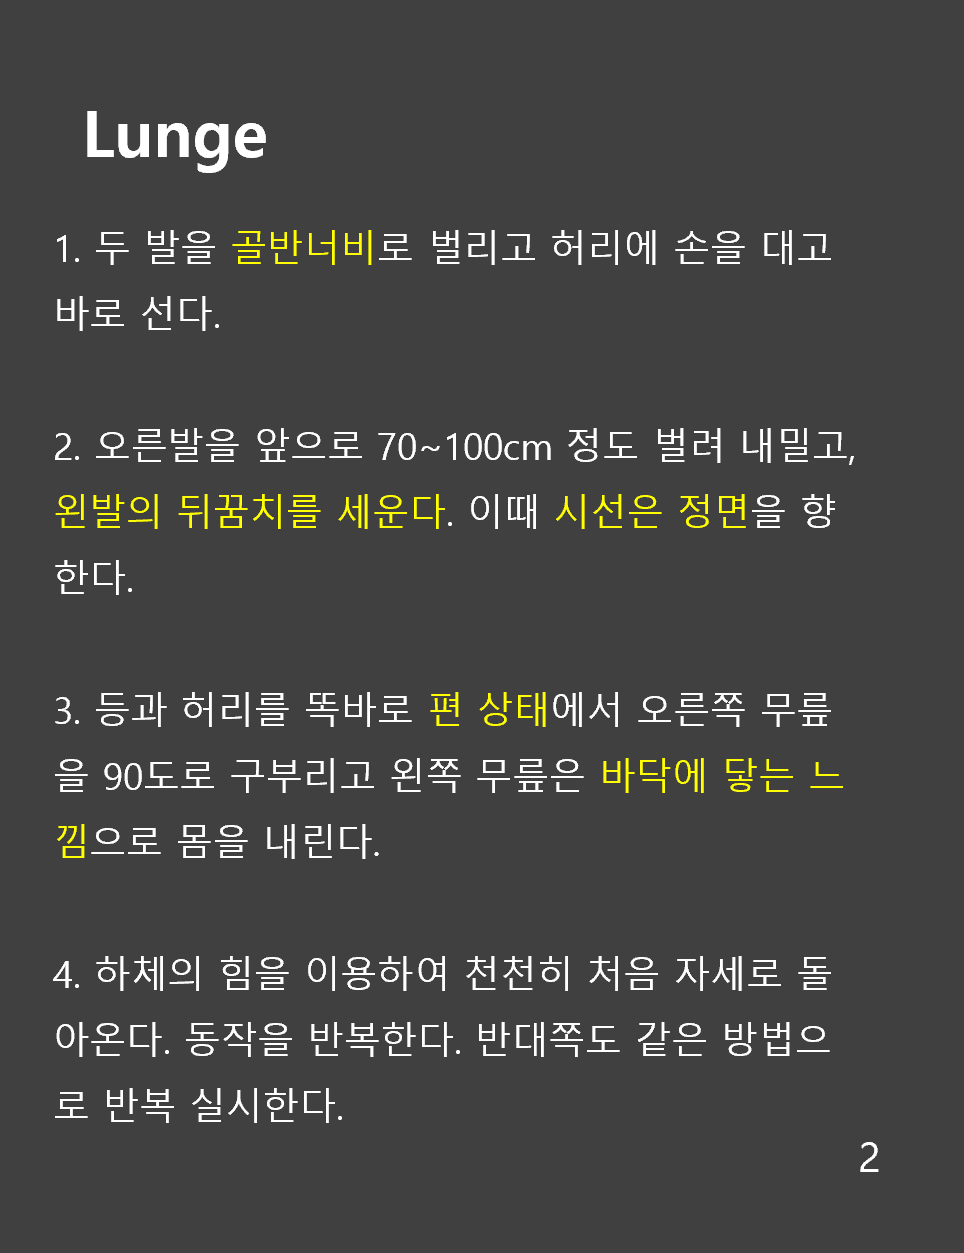 Lunge
1. 두 발을 골반너비로 벌리고 허리에 손을 대고
바로 선다.
2. 오른발을 앞으로 70~100cm 정도 벌려 내밀고,
왼발의 뒤꿈치를 세운다. 이때 시선은 정면을 향
한다.
3. 등과 허리를 똑바로 편 상태에서 오른쪽 무릎
을 90도로 구부리고 왼쪽 무릎은 바닥에 닿는 느
낌으로 몸을 내린다.
4. 하체의 힘을 이용하여 천천히 처음 자세로 돌
아온다. 동작을 반복한다. 반대쪽도 같은 방법으
로 반복 실시한다.
2